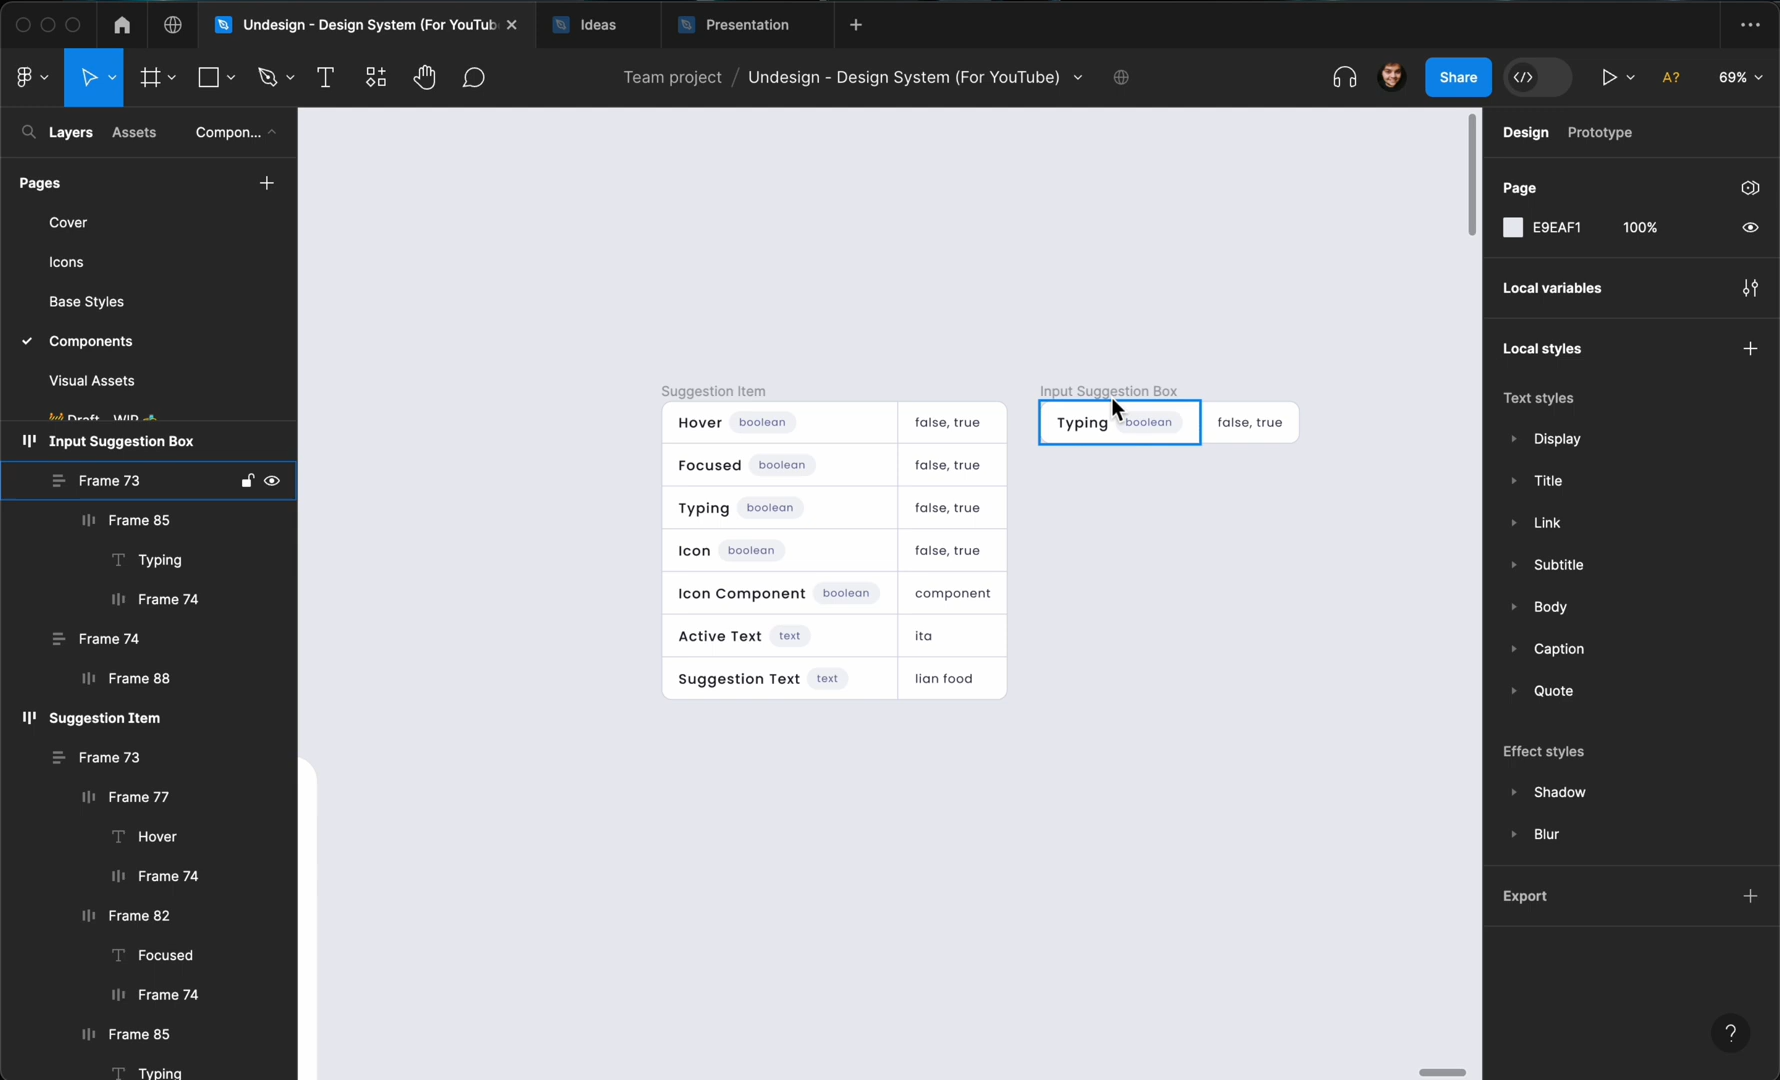 Undesign - Design System (For YouTub
Ideas
Presentation
Team project / Undesign - Design System (For YouTube)
Share
A?
69%
Layers
Assets
Compon...
Pages
Cover
Icons
Base Styles
Components
Visual Assets
Draft - WIP
Input Suggestion Box
Frame 73
Frame 85
Typing
Frame 74
Frame 74
Frame 88
Suggestion Item
Frame 73
Frame 77
Hover
Frame 74
Frame 82
Focused
Frame 74
Frame 85
Typing
Suggestion Item
Hover boolean false, true
Focused boolean false, true
Typing boolean false, true
Icon boolean false, true
Icon Component boolean component
Active Text text ita
Suggestion Text text lian food
Input Suggestion Box
Typing boolean false, true
Design
Prototype
Page
E9EAF1 100%
Local variables
Local styles
Text styles
Display
Title
Link
Subtitle
Body
Caption
Quote
Effect styles
Shadow
Blur
Export
?